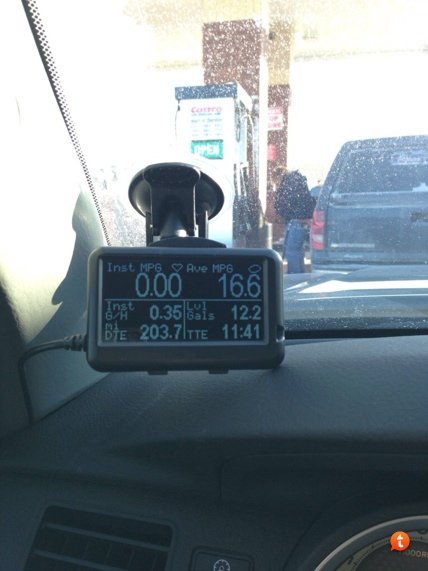 Costco
OPEN
Inst MPG Ave MPG
0.00 16.6
Inst G/H 0.35 Lvl Gals 12.2
mi DTE 203.7 TTE 11:41
t